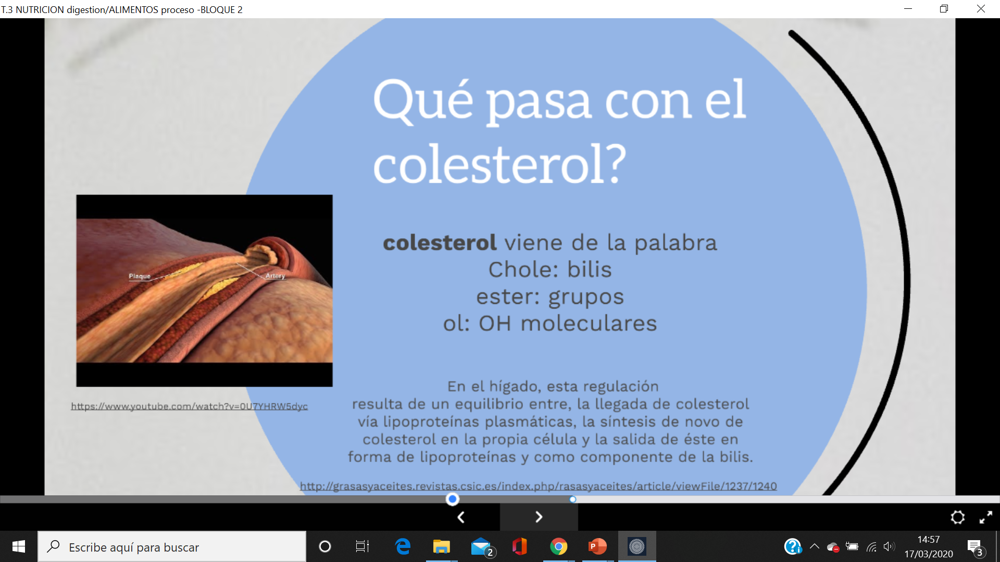 T.3 NUTRICION digestion/ALIMENTOS proceso -BLOQUE 2
Qué pasa con el
colesterol?
Plaque
Artery
colesterol viene de la palabra
Chole: bilis
ester: grupos
ol: OH moleculares
https://www.youtube.com/watch?v=0U7YHRW5dyc
En el hígado, esta regulación
resulta de un equilibrio entre, la llegada de colesterol
vía lipoproteínas plasmáticas, la síntesis de novo de
colesterol en la propia célula y la salida de éste en
forma de lipoproteínas y como componente de la bilis.
http://grasasyaceites.revistas.csic.es/index.php/rasasyaceites/article/viewFile/1237/1240
Escribe aquí para buscar
2
14:57
17/03/2020
3